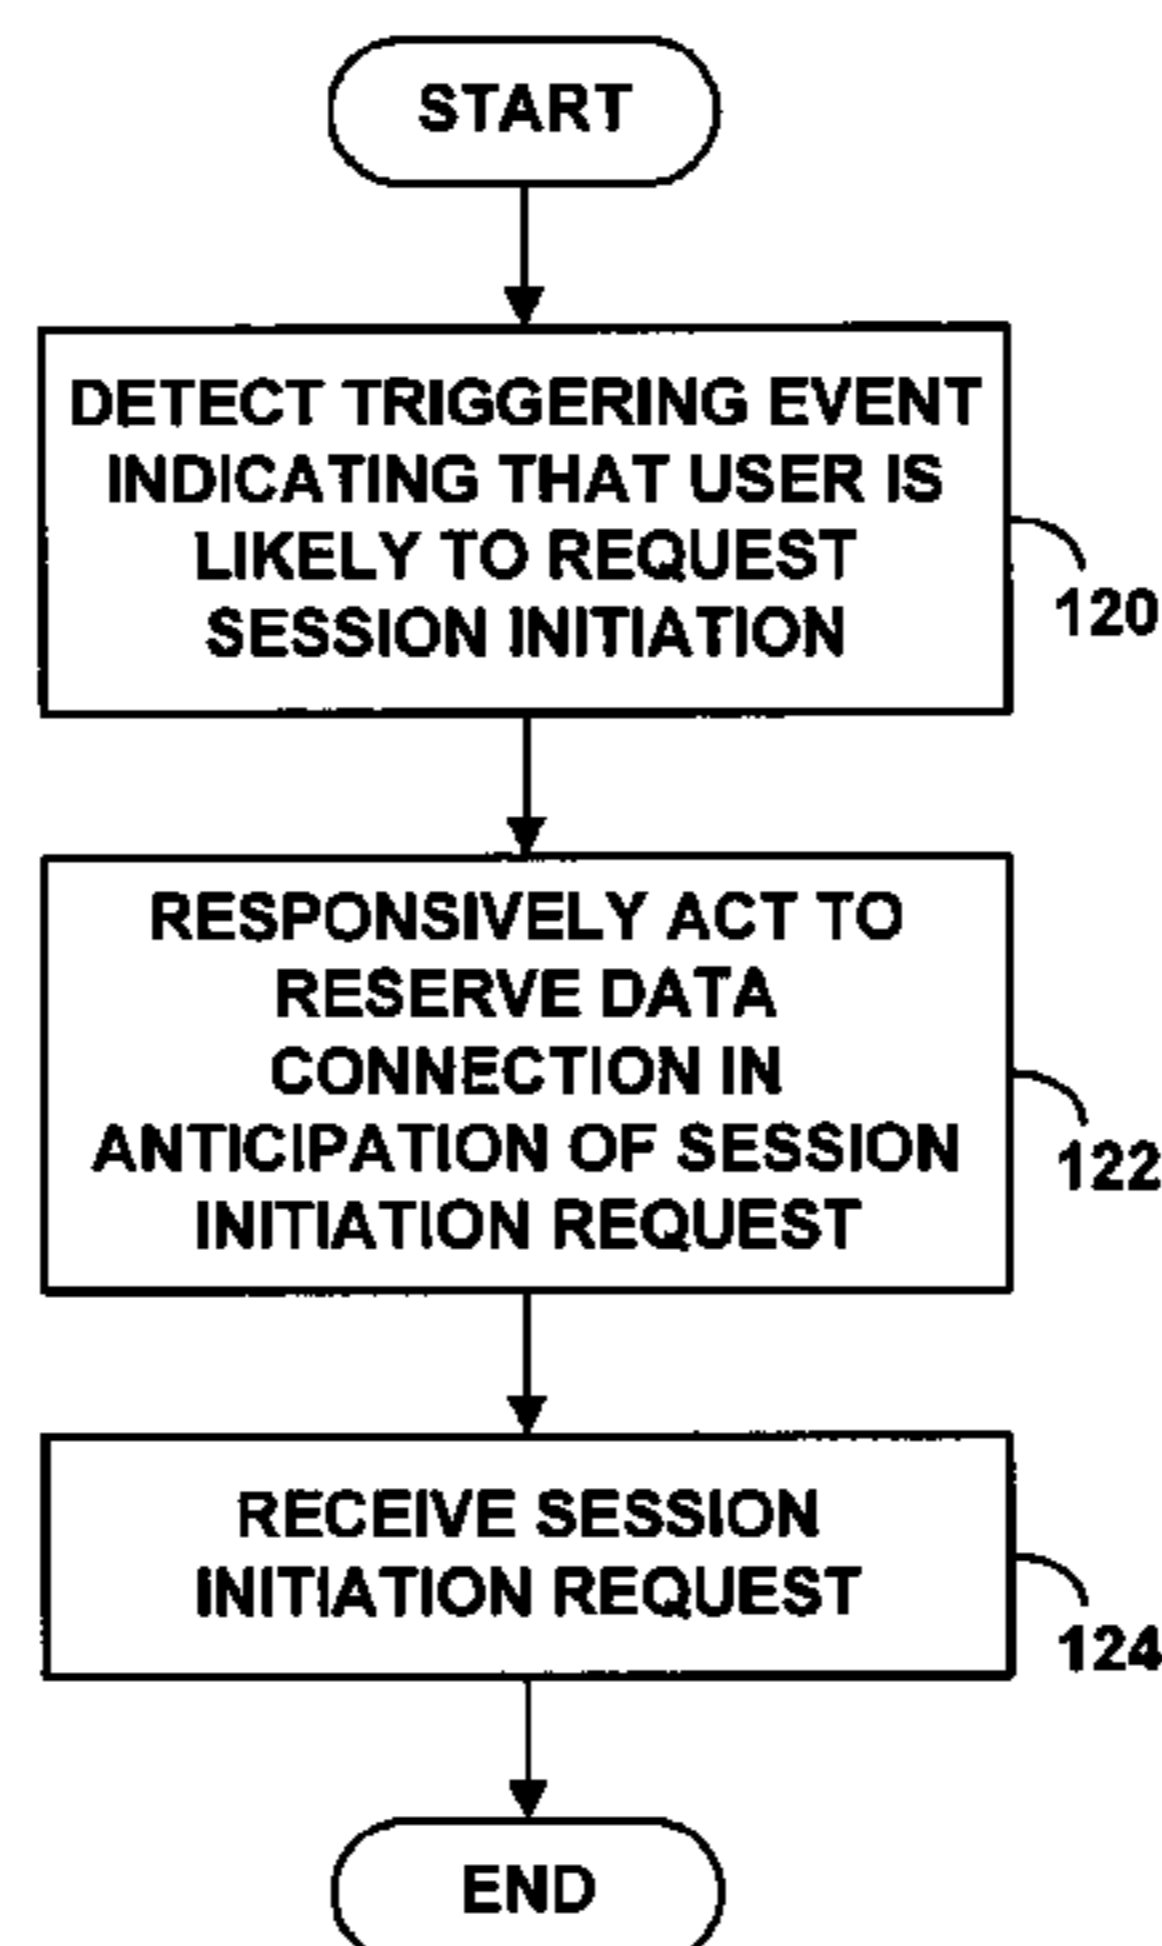 START
DETECT TRIGGERING EVENT
INDICATING THAT USER IS
LIKELY TO REQUEST
SESSION INITIATION
120
RESPONSIVELY ACT TO
RESERVE DATA
CONNECTION IN
ANTICIPATION OF SESSION
INITIATION REQUEST
122
RECEIVE SESSION
INITIATION REQUEST
124
END